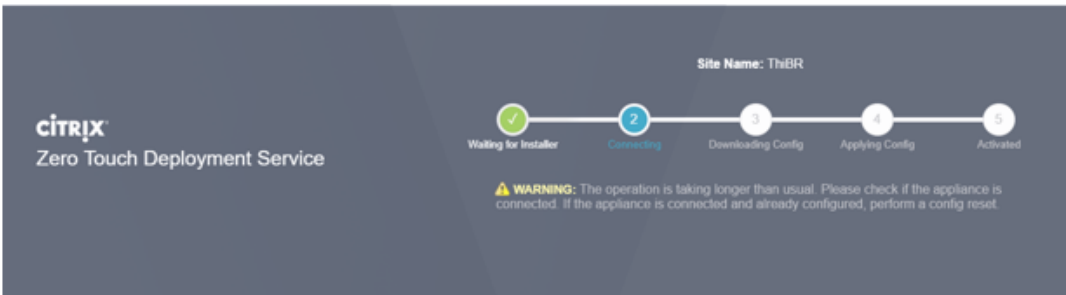 Site Name: ThiBR
CITRIX
Zero Touch Deployment Service
✓ 2 3 4 5
Waiting for Installer Connecting Downloading Config Applying Config Activated
WARNING: The operation is taking longer than usual. Please check if the appliance is
connected. If the appliance is connected and already configured, perform a config reset.